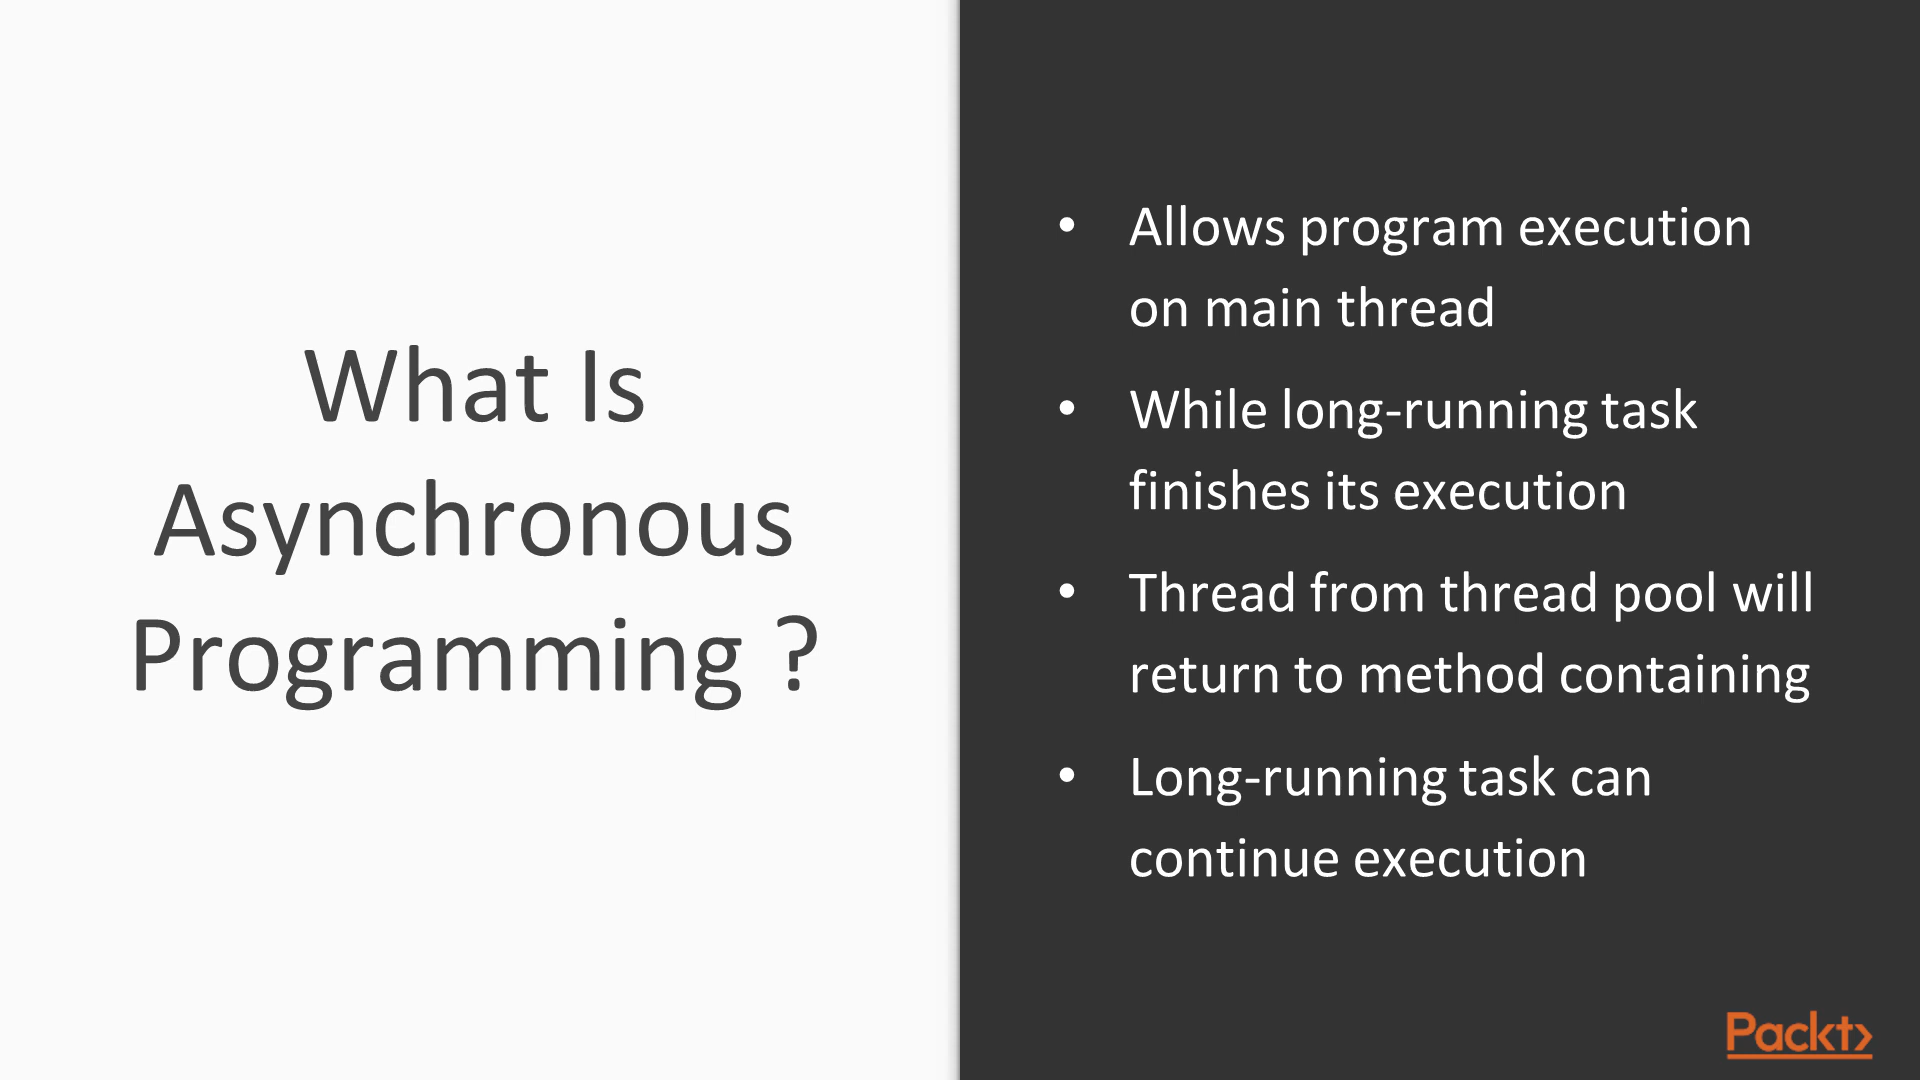 What Is
Asynchronous
Programming ?
• Allows program execution
on main thread
• While long-running task
finishes its execution
• Thread from thread pool will
return to method containing
• Long-running task can
continue execution
Packt>